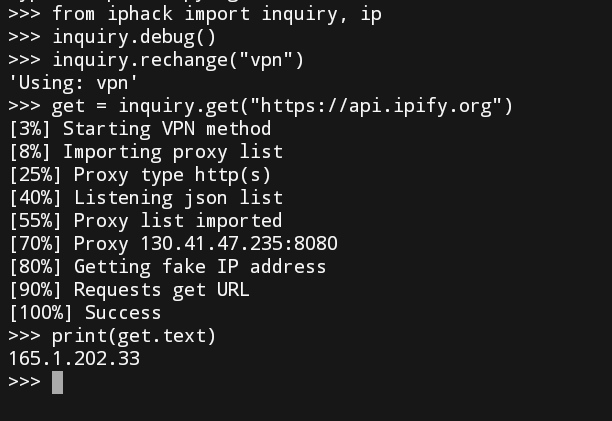 >>> from iphack import inquiry, ip
>>> inquiry.debug()
>>> inquiry.rechange("vpn")
'Using: vpn'
>>> get = inquiry.get("https://api.ipify.org")
[3%] Starting VPN method
[8%] Importing proxy list
[25%] Proxy type http(s)
[40%] Listening json list
[55%] Proxy list imported
[70%] Proxy 130.41.47.235:8080
[80%] Getting fake IP address
[90%] Requests get URL
[100%] Success
>>> print(get.text)
165.1.202.33
>>>